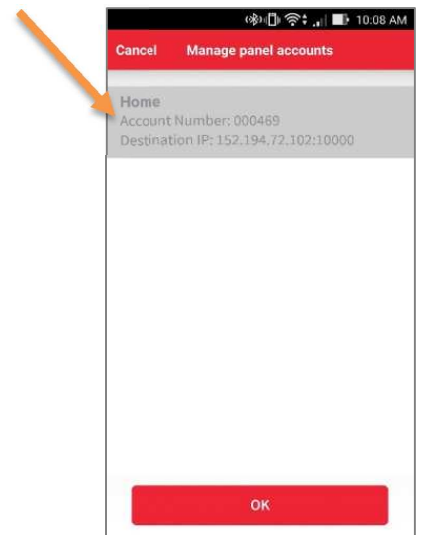 10:08 AM
Cancel Manage panel accounts
Home
Account Number: 000469
Destination IP: 152.194.72.102:10000
OK